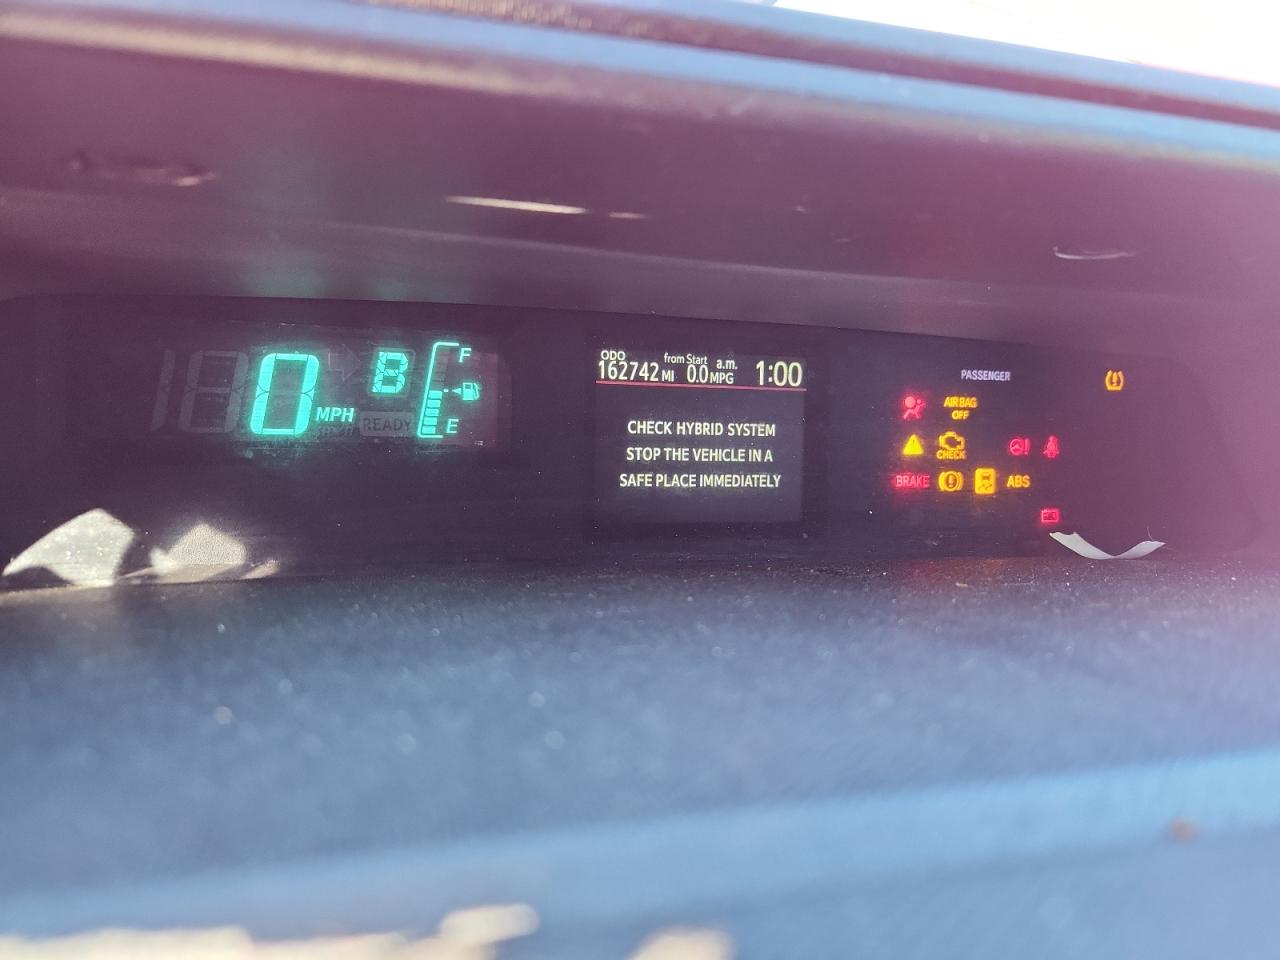 0 MPH
B
READY
F
E
ODO
162742 MI
from Start
0.0 MPG
a.m.
1:00
CHECK HYBRID SYSTEM
STOP THE VEHICLE IN A
SAFE PLACE IMMEDIATELY
PASSENGER
AIR BAG
OFF
CHECK
BRAKE
ABS